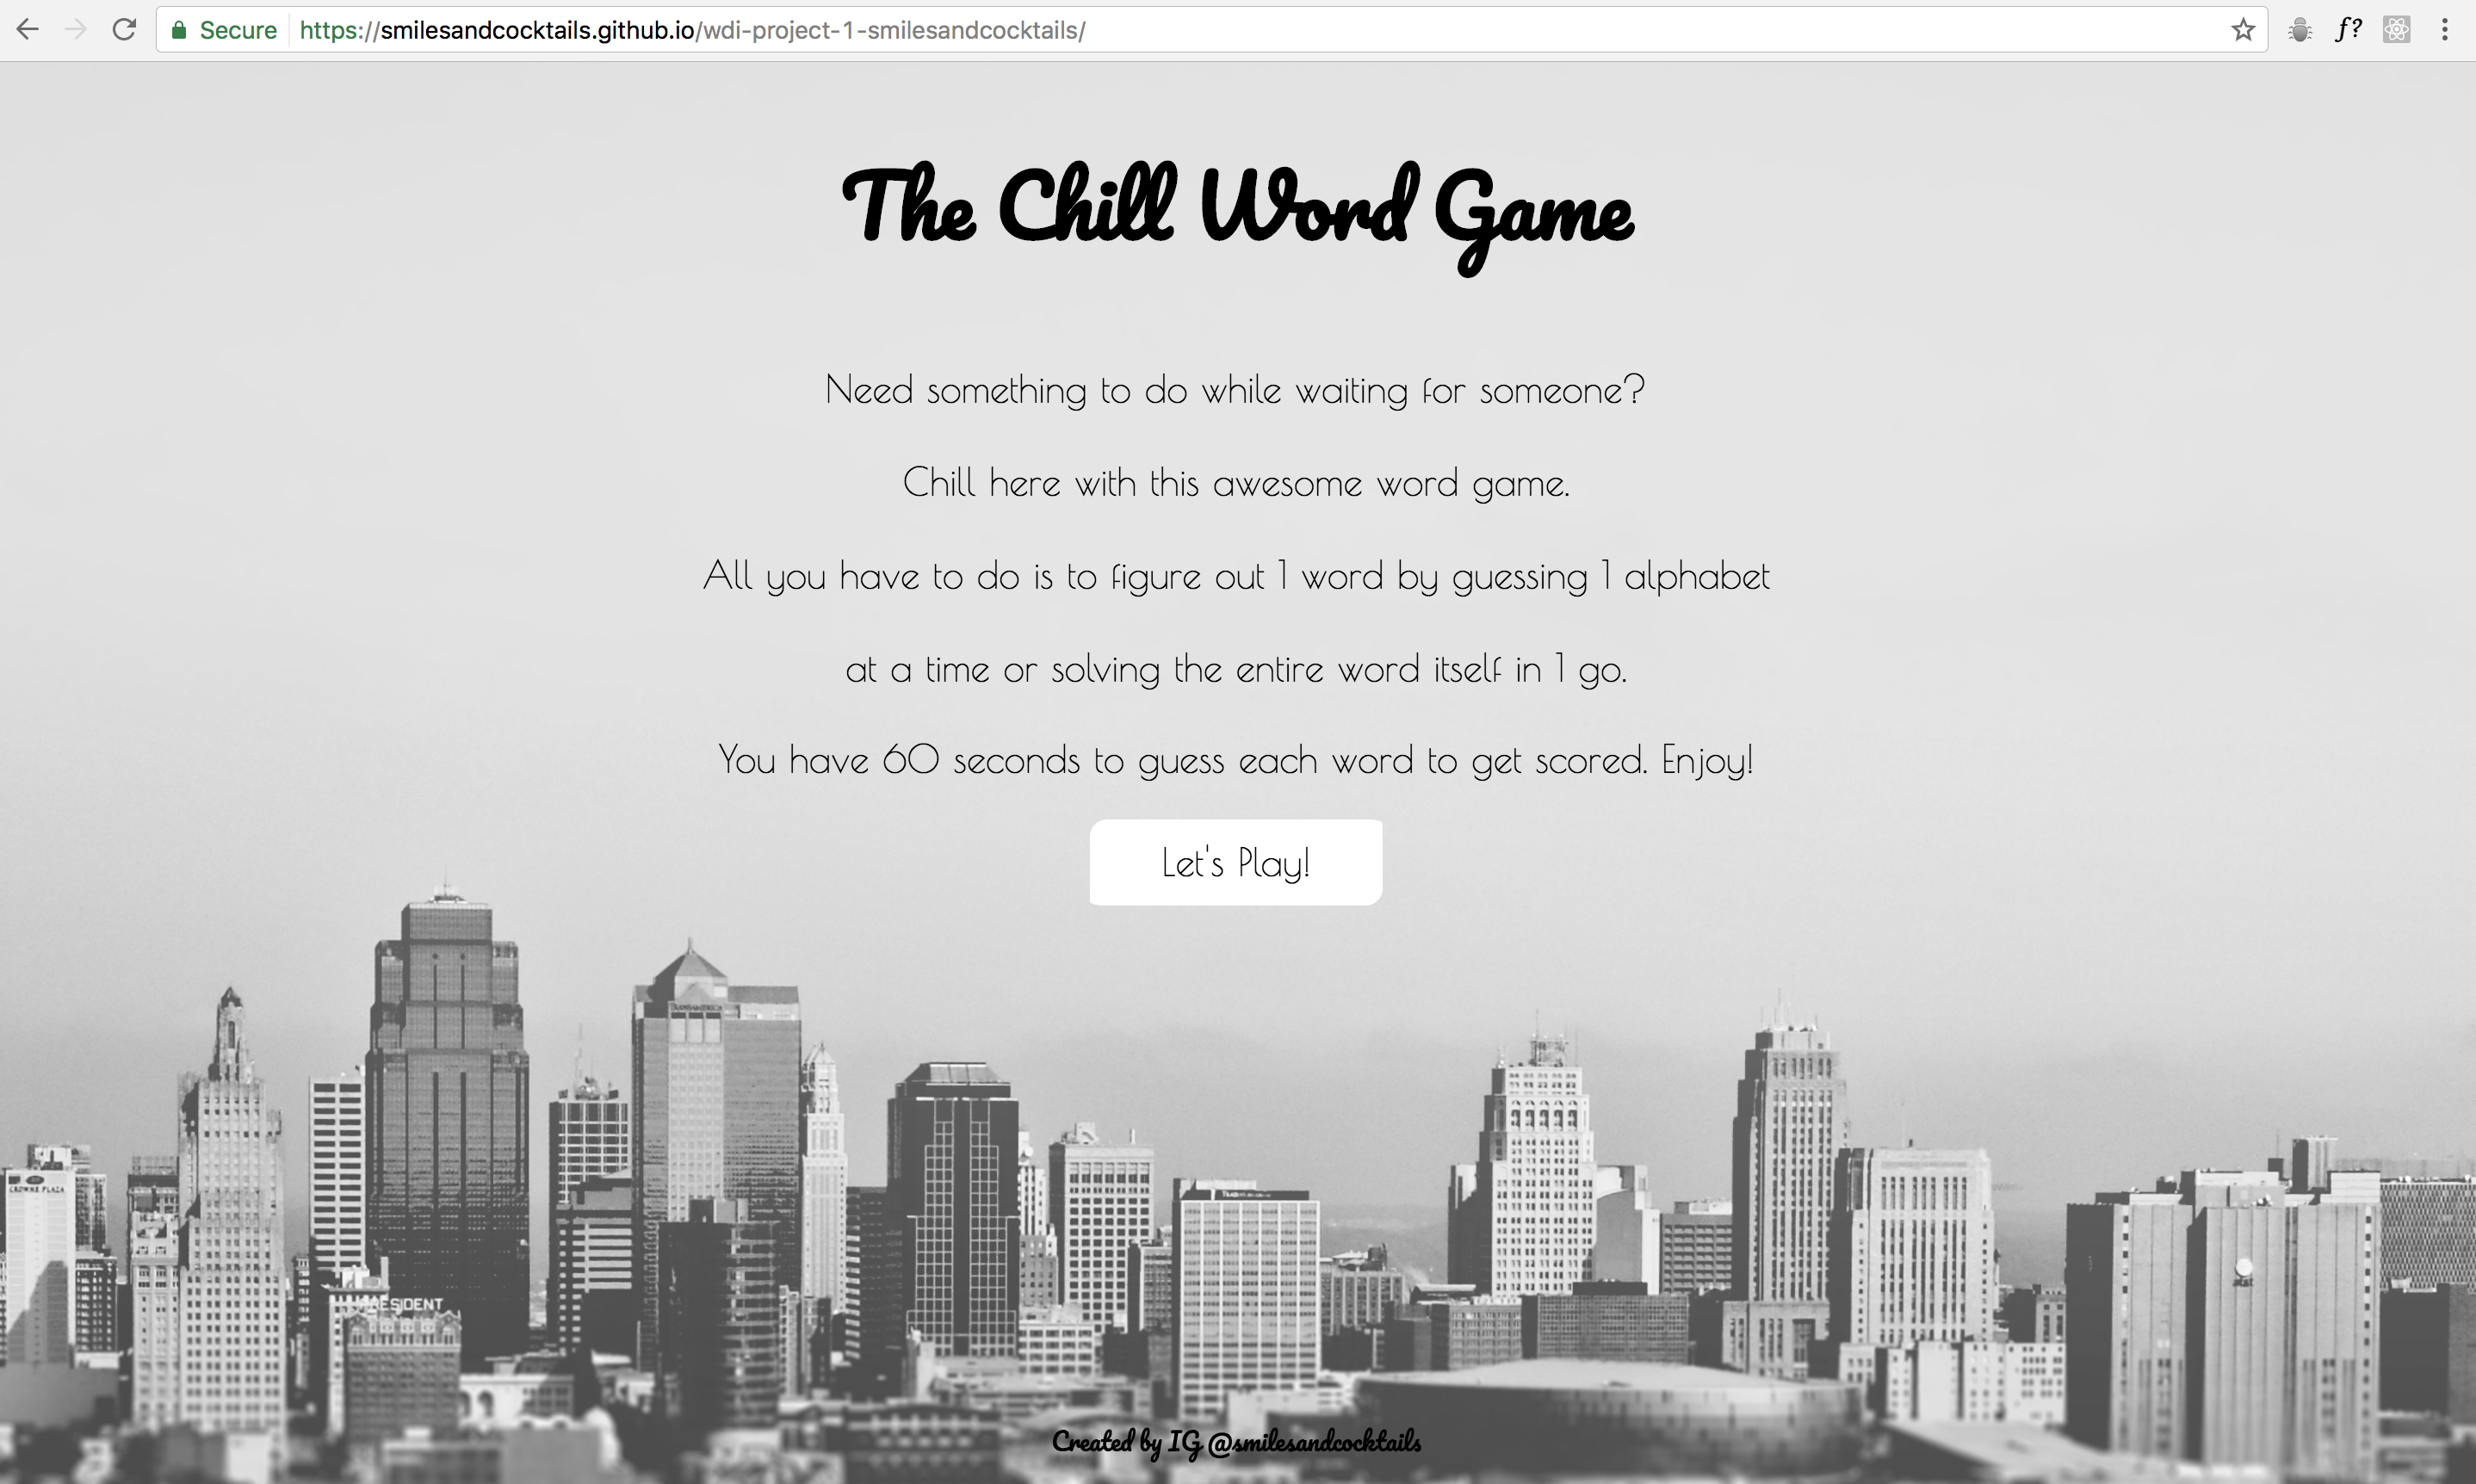 Secure https://smilesandcocktails.github.io/wdi-project-1-smilesandcocktails/ f?
The Chill Word Game
Need something to do while waiting for someone?
Chill here with this awesome word game.
All you have to do is to figure out 1 word by guessing 1 alphabet
at a time or solving the entire word itself in 1 go.
You have 60 seconds to guess each word to get scored. Enjoy!
Let's Play!
CROWNE PLAZA
PRESIDENT
at&t
Created by IG @smilesandcocktails